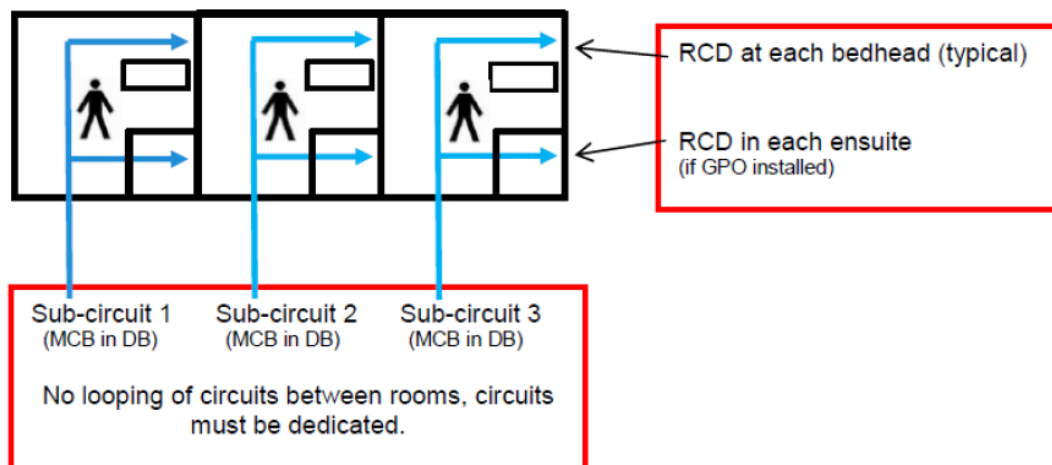 RCD at each bedhead (typical)
RCD in each ensuite
(if GPO installed)
Sub-circuit 1
(MCB in DB)
Sub-circuit 2
(MCB in DB)
Sub-circuit 3
(MCB in DB)
No looping of circuits between rooms, circuits
must be dedicated.